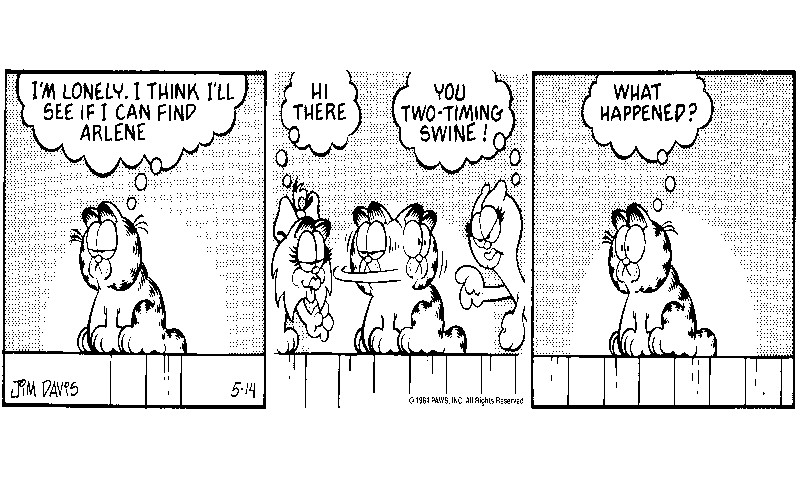 I'M LONELY. I THINK I'LL
SEE IF I CAN FIND
ARLENE
JIM DAVIS
5-14
HI
THERE
YOU
TWO-TIMING
SWINE!
© 1984 PAWS, INC. All Rights Reserved
WHAT
HAPPENED?